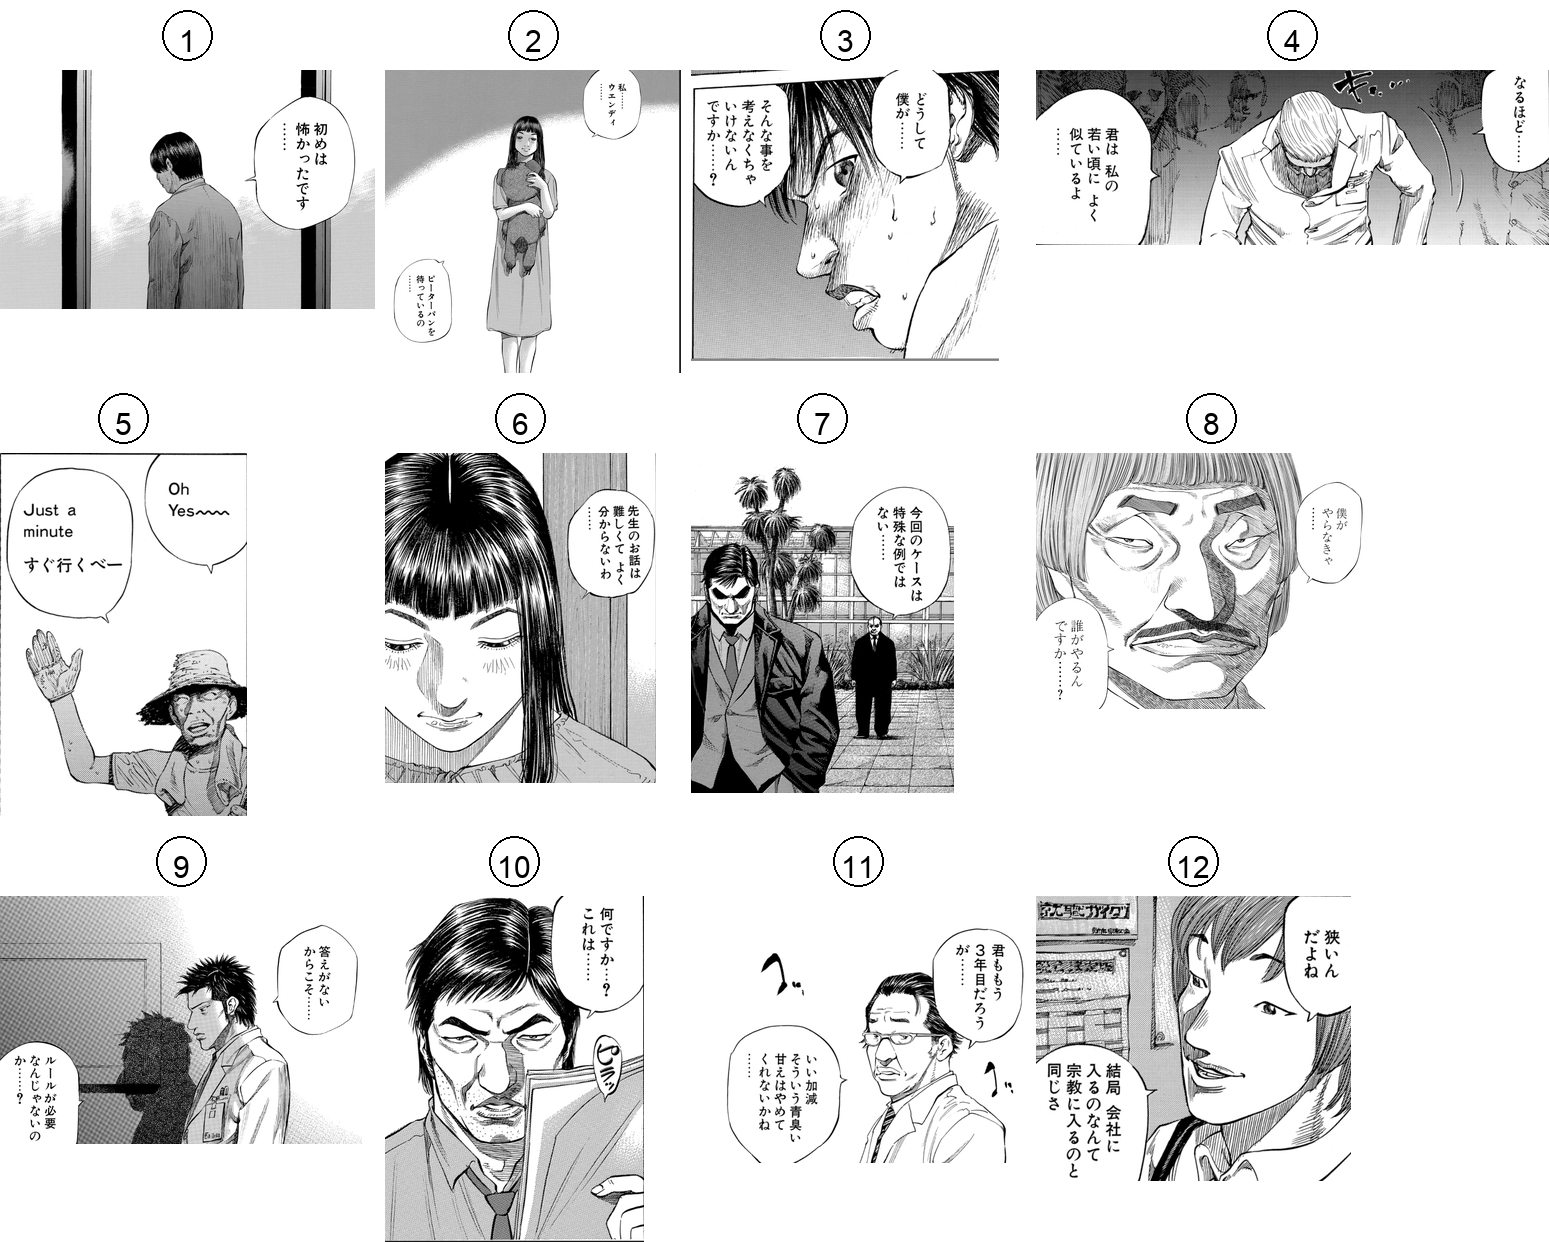 1
初めは
怖かったです
……
2
私……
ウエンディ
……
ピーターパンを
待っているの
……
3
どうして
僕が……
そんな事を
考えなくちゃ
いけないん
ですか……？
4
なるほど……
君は 私の
若い頃に よく
似ているよ
……
5
Oh
Yes〜〜
Just a
minute
すぐ行くべー
6
先生のお話は
難しくて よく
分からないわ
……
7
今回のケースは
特殊な例では
ない……
8
僕が
やらなきゃ
……
誰がやるん
ですか……？
9
答えがない
からこそ……
ルールが必要
なんじゃないの
か……？
10
何ですか…？
これは……
ピラッ
11
君ももう
3年目だろう
が……
いい加減
そういう青臭い
甘えはやめて
くれないかね
……
12
狭いん
だよね
結局 会社に
入るのなんて
宗教に入るのと
同じさ